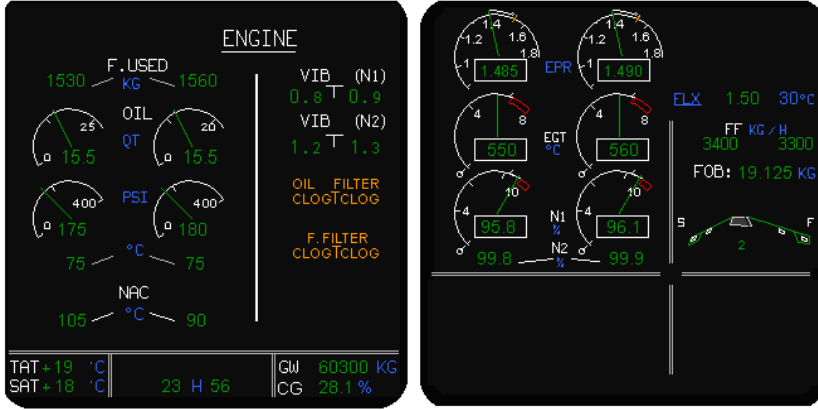 ENGINE
F.USED
1530 KG 1560
VIB (N1)
0.8 0.9
VIB (N2)
1.2 1.3
OIL
25 20
QT
0 15.5 0 15.5
PSI
400 400
0 175 0 180
75 °C 75
OIL FILTER
CLOG CLOG
F.FILTER
CLOG CLOG
NAC
105 °C 90
TAT +19 °C
SAT +18 °C
23 H 56
GW 60300 KG
CG 28.1 %
1 1.2 1.4 1.6 1.8
1.485
EPR
1 1.2 1.4 1.6 1.8
1.490
4 8
550
EGT
°C
4 8
560
4 10
95.8
N1
%
4 10
96.1
N2
99.8 % 99.9
FLX 1.50 30°C
FF KG/H
3400 3300
FOB: 19.125 KG
S F
2